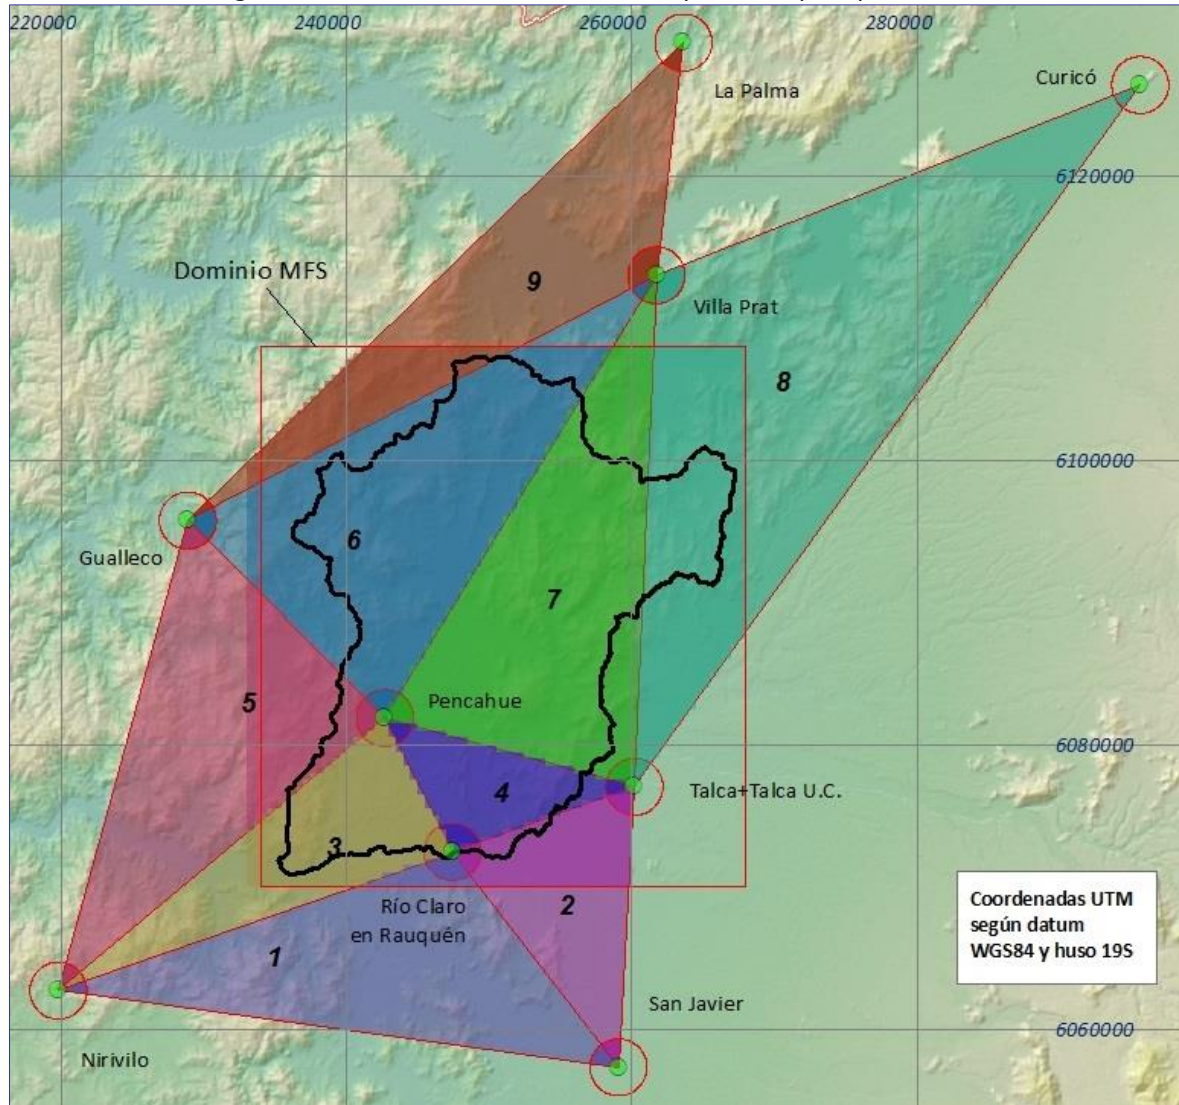 220000
240000
260000
280000
La Palma
Curicó
6120000
Dominio MFS
9
Villa Prat
8
6100000
6
Gualleco
7
5
Pencahue
6080000
4
Talca+Talca U.C.
3
Río Claro
en Rauquén
2
Coordenadas UTM
según datum
WGS84 y huso 19S
1
San Javier
6060000
Nirivilo